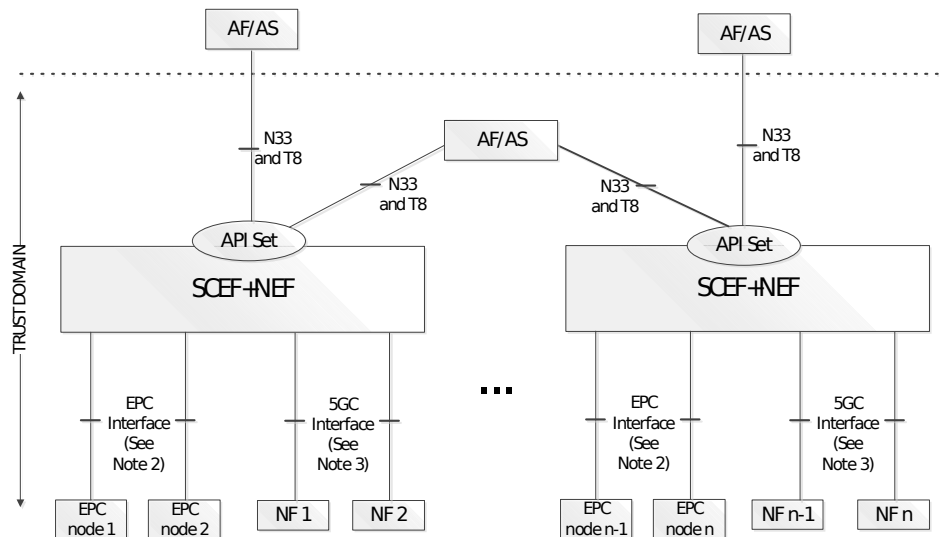 AF/AS
AF/AS
N33
and T8
AF/AS
N33
and T8
N33
and T8
N33
and T8
API Set
API Set
SCEF+NEF
SCEF+NEF
TRUST DOMAIN
EPC
Interface
(See
Note 2)
5GC
Interface
(See
Note 3)
...
EPC
Interface
(See
Note 2)
5GC
Interface
(See
Note 3)
EPC
node 1
EPC
node 2
NF 1
NF 2
EPC
node n-1
EPC
node n
NF n-1
NF n